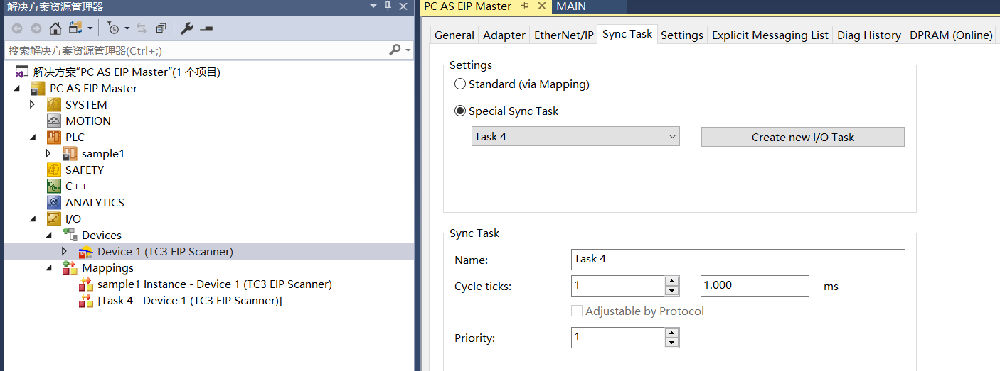 解决方案资源管理器
搜索解决方案资源管理器(Ctrl+;)
解决方案"PC AS EIP Master"(1 个项目)
PC AS EIP Master
SYSTEM
MOTION
PLC
sample1
SAFETY
C++
ANALYTICS
I/O
Devices
Device 1 (TC3 EIP Scanner)
Mappings
sample1 Instance - Device 1 (TC3 EIP Scanner)
[Task 4 - Device 1 (TC3 EIP Scanner)]
PC AS EIP Master MAIN
General Adapter EtherNet/IP Sync Task Settings Explicit Messaging List Diag History DPRAM (Online)
Settings
Standard (via Mapping)
Special Sync Task
Task 4 Create new I/O Task
Sync Task
Name: Task 4
Cycle ticks: 1 1.000 ms
Adjustable by Protocol
Priority: 1